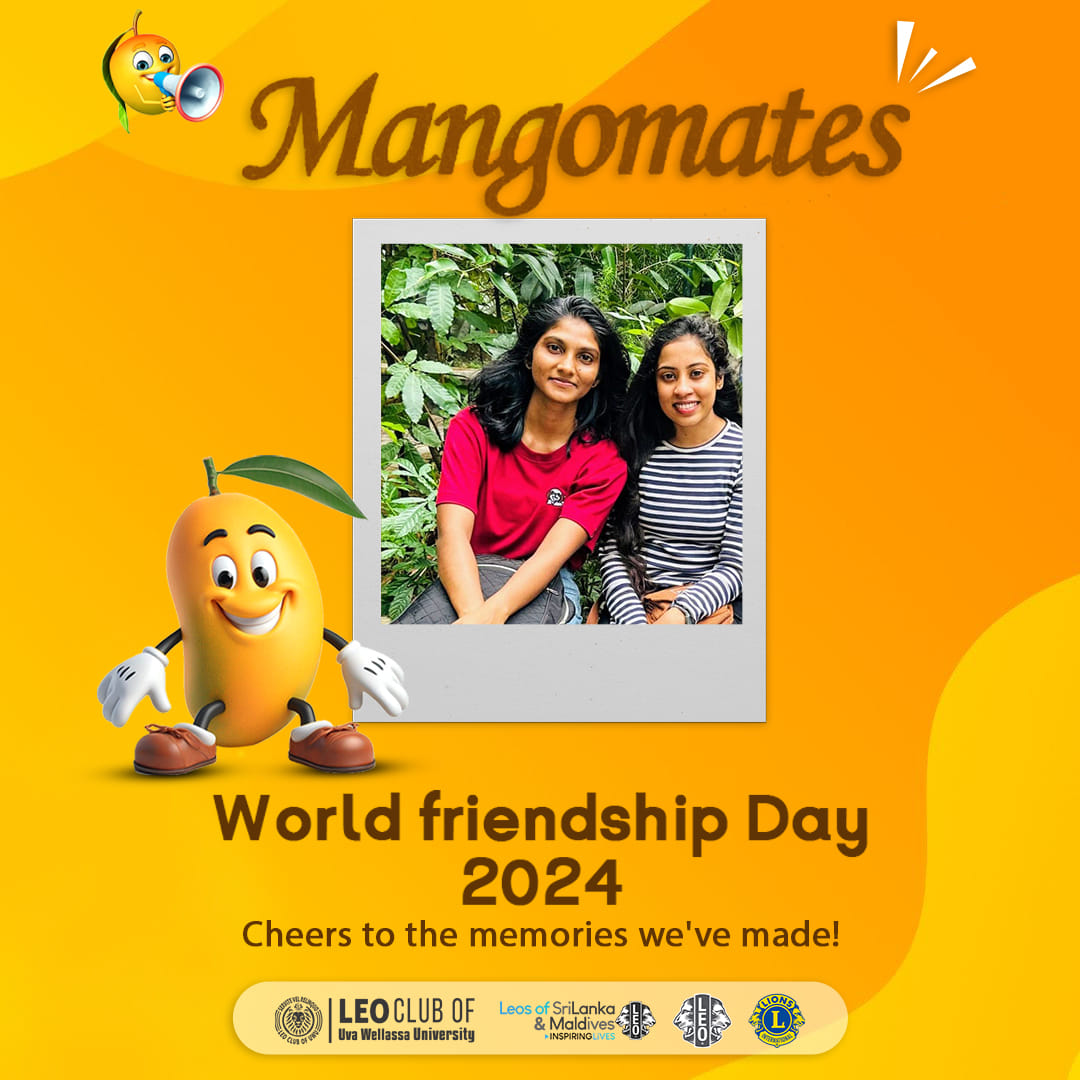 Mangomates
World friendship Day
2024
Cheers to the memories we've made!
LEO CLUB OF
Uva Wellassa University
Leos of SriLanka
& Maldives
INSPIRING LIVES
LEO
LEO
LIONS
L
INTERNATIONAL